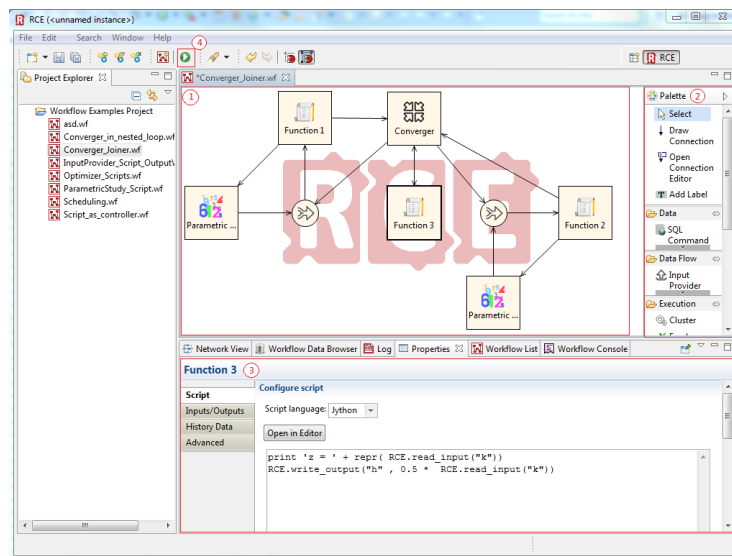 RCE (<unnamed instance>)
File Edit Search Window Help
4
RCE
Project Explorer
*Converger_Joiner.wf
Workflow Examples Project
asd.wf
Converger_in_nested_loop.wf
Converger_Joiner.wf
InputProvider_Script_Output
Optimizer_Scripts.wf
ParametricStudy_Script.wf
Scheduling.wf
Script_as_controller.wf
1
Function 1
Converger
Parametric ...
Function 3
Function 2
Parametric ...
RCE
Palette 2
Select
Draw
Connection
Open
Connection
Editor
Add Label
Data
SQL
Command
Data Flow
Input
Provider
Execution
Cluster
Network View Workflow Data Browser Log Properties Workflow List Workflow Console
Function 3 3
Script
Inputs/Outputs
History Data
Advanced
Configure script
Script language: Jython
Open in Editor
print 'z = ' + repr( RCE.read_input("k"))
RCE.write_output("h" , 0.5 *  RCE.read_input("k"))